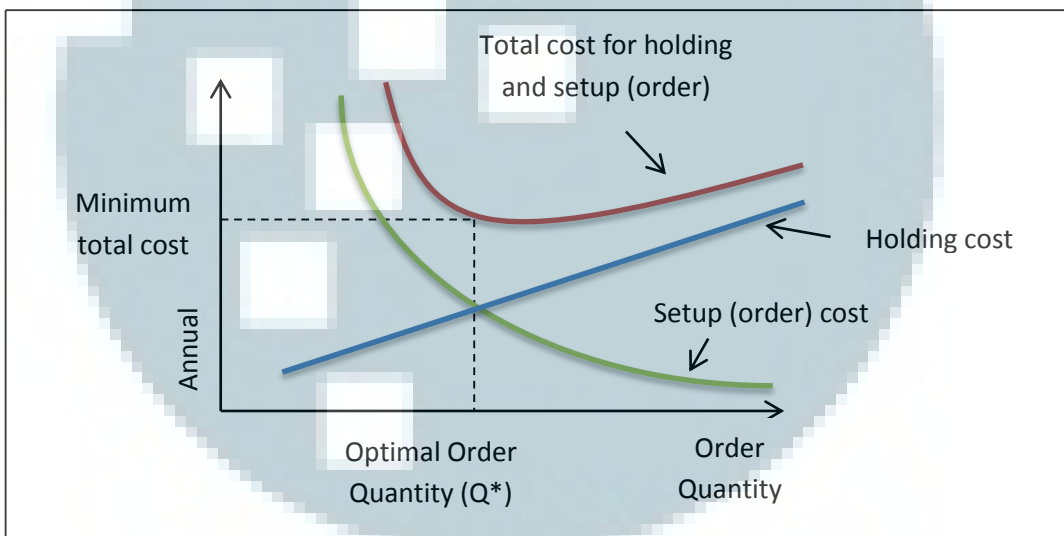 Total cost for holding
and setup (order)
Minimum
total cost
Holding cost
Setup (order) cost
Annual
Optimal Order
Quantity (Q*)
Order
Quantity